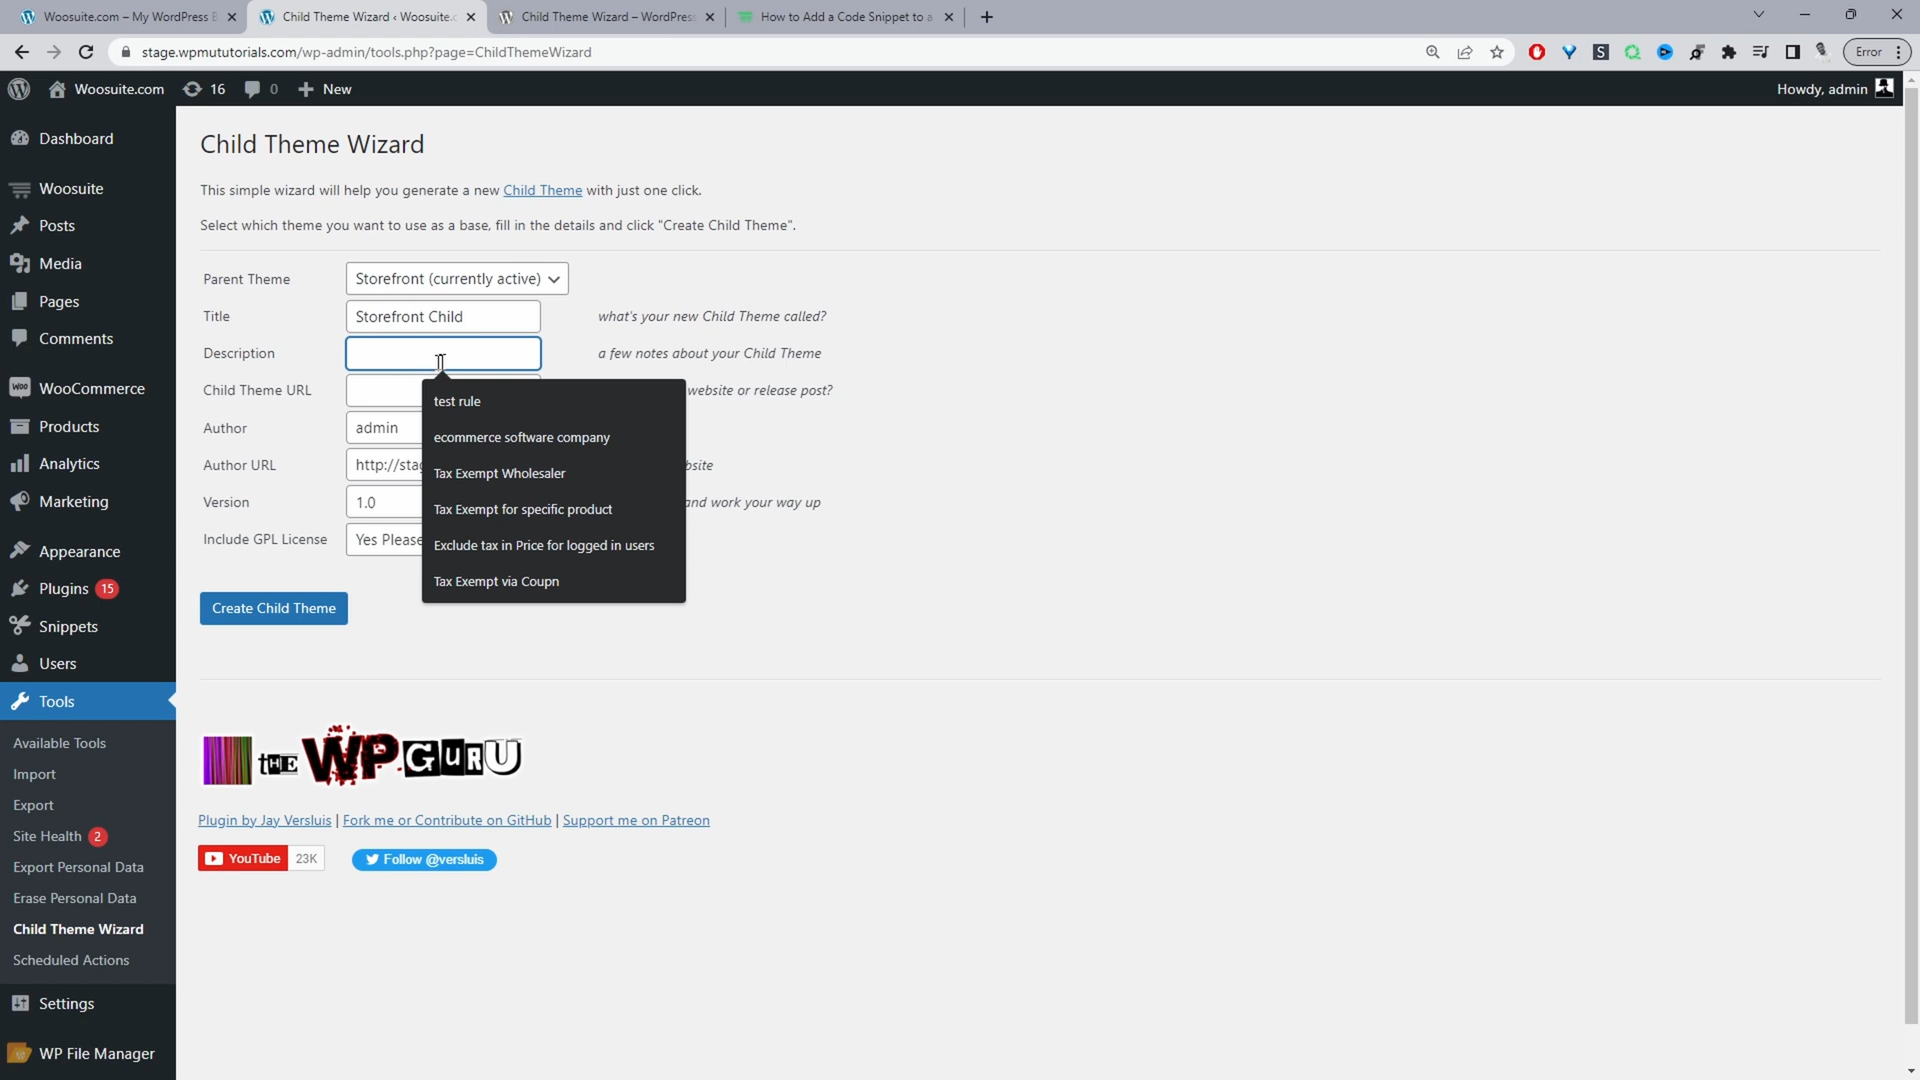 Woosuite.com – My WordPress B
Child Theme Wizard ‹ Woosuite.c
Child Theme Wizard – WordPress
How to Add a Code Snippet to a
stage.wpmututorials.com/wp-admin/tools.php?page=ChildThemeWizard
Error
Woosuite.com
16
0
New
Howdy, admin
Dashboard
Woosuite
Posts
Media
Pages
Comments
WooCommerce
Products
Analytics
Marketing
Appearance
Plugins 15
Snippets
Users
Tools
Available Tools
Import
Export
Site Health 2
Export Personal Data
Erase Personal Data
Child Theme Wizard
Scheduled Actions
Settings
WP File Manager
Child Theme Wizard
This simple wizard will help you generate a new Child Theme with just one click.
Select which theme you want to use as a base, fill in the details and click "Create Child Theme".
Parent Theme Storefront (currently active)
Title Storefront Child what's your new Child Theme called?
Description a few notes about your Child Theme
Child Theme URL website or release post?
Author admin
Author URL http://stag bsite
Version 1.0 and work your way up
Include GPL License Yes Please
test rule
ecommerce software company
Tax Exempt Wholesaler
Tax Exempt for specific product
Exclude tax in Price for logged in users
Tax Exempt via Coupn
Create Child Theme
tHE WP GURU
Plugin by Jay Versluis | Fork me or Contribute on GitHub | Support me on Patreon
YouTube 23K
Follow @versluis